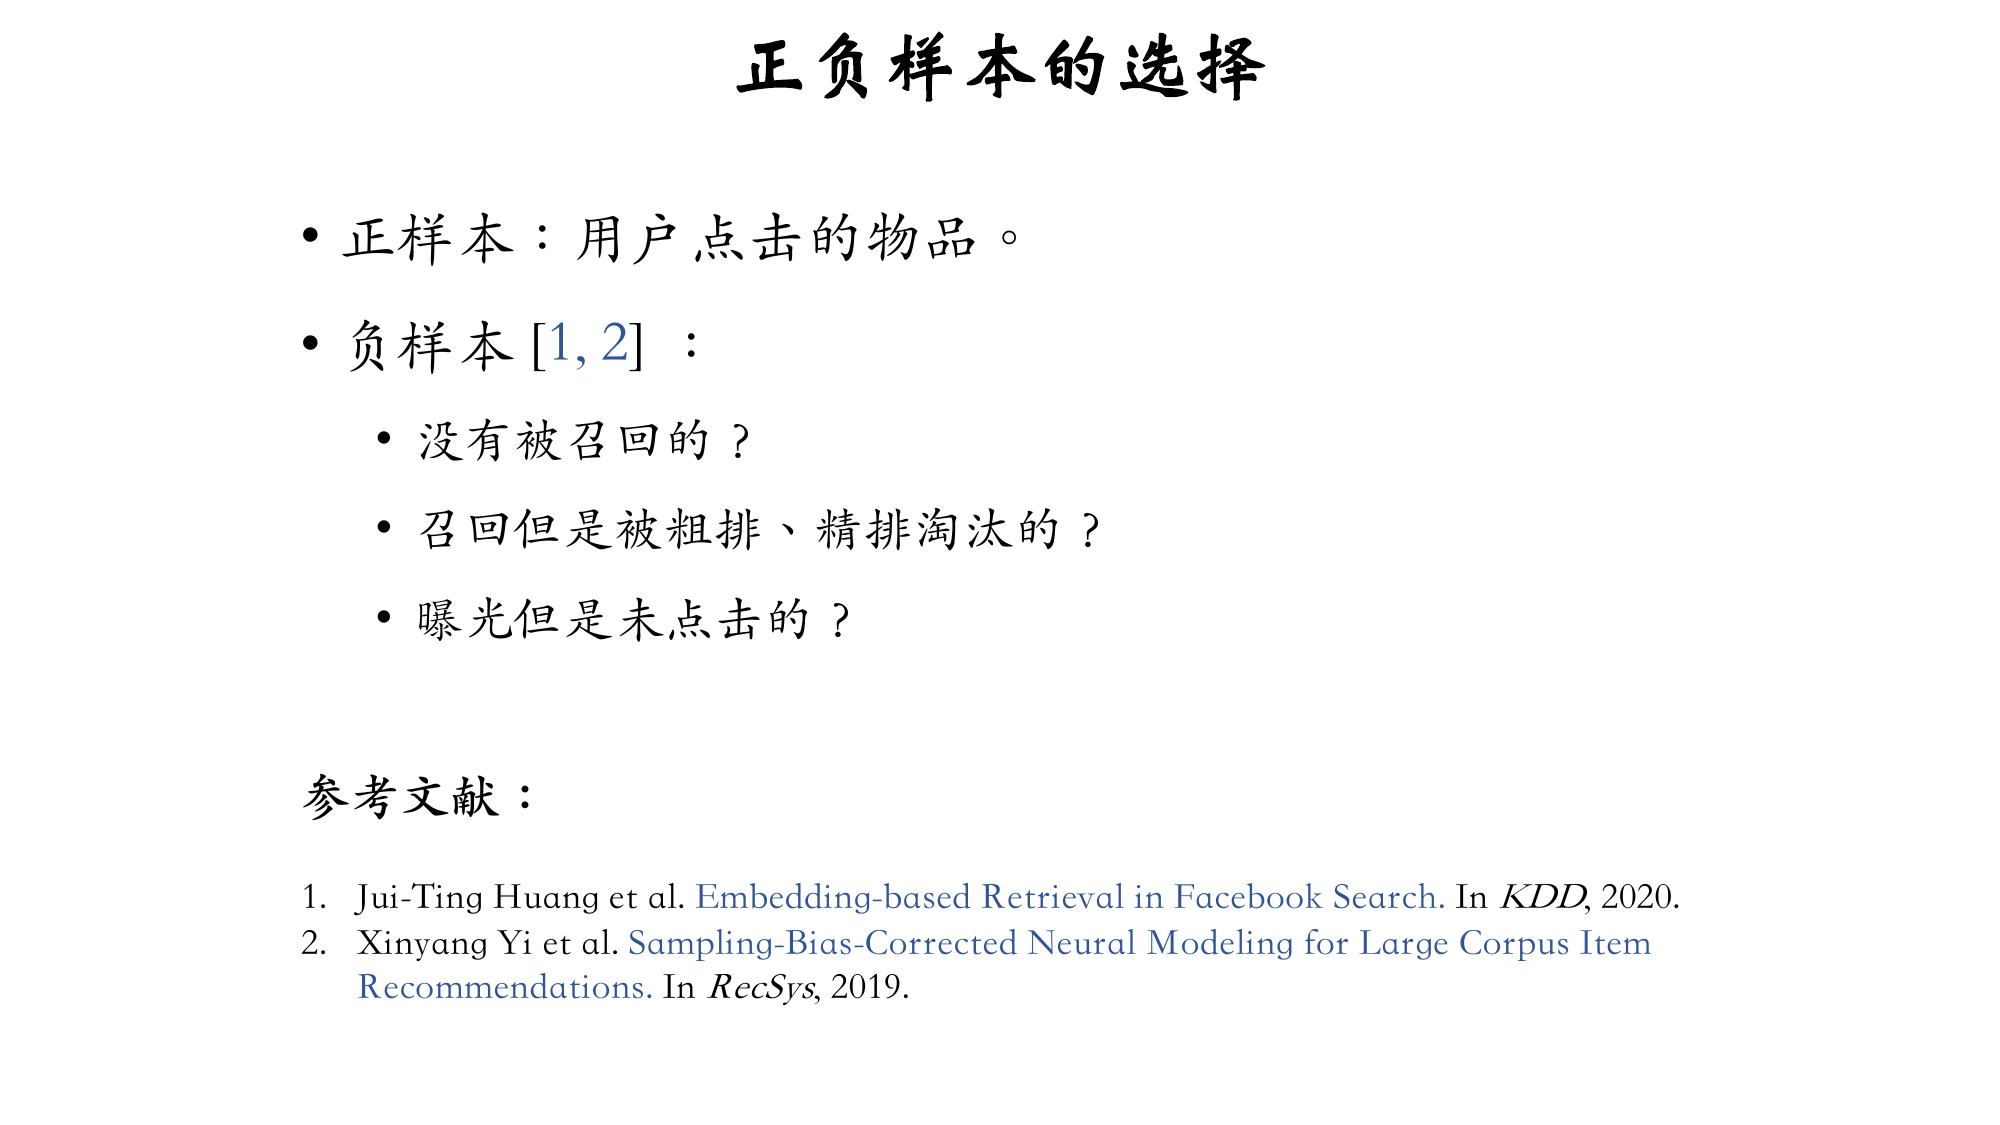 正负样本的选择
• 正样本：用户点击的物品。
• 负样本 [1, 2] ：
• 没有被召回的？
• 召回但是被粗排、精排淘汰的？
• 曝光但是未点击的？
参考文献：
1. Jui-Ting Huang et al. Embedding-based Retrieval in Facebook Search. In KDD, 2020.
2. Xinyang Yi et al. Sampling-Bias-Corrected Neural Modeling for Large Corpus Item
Recommendations. In RecSys, 2019.